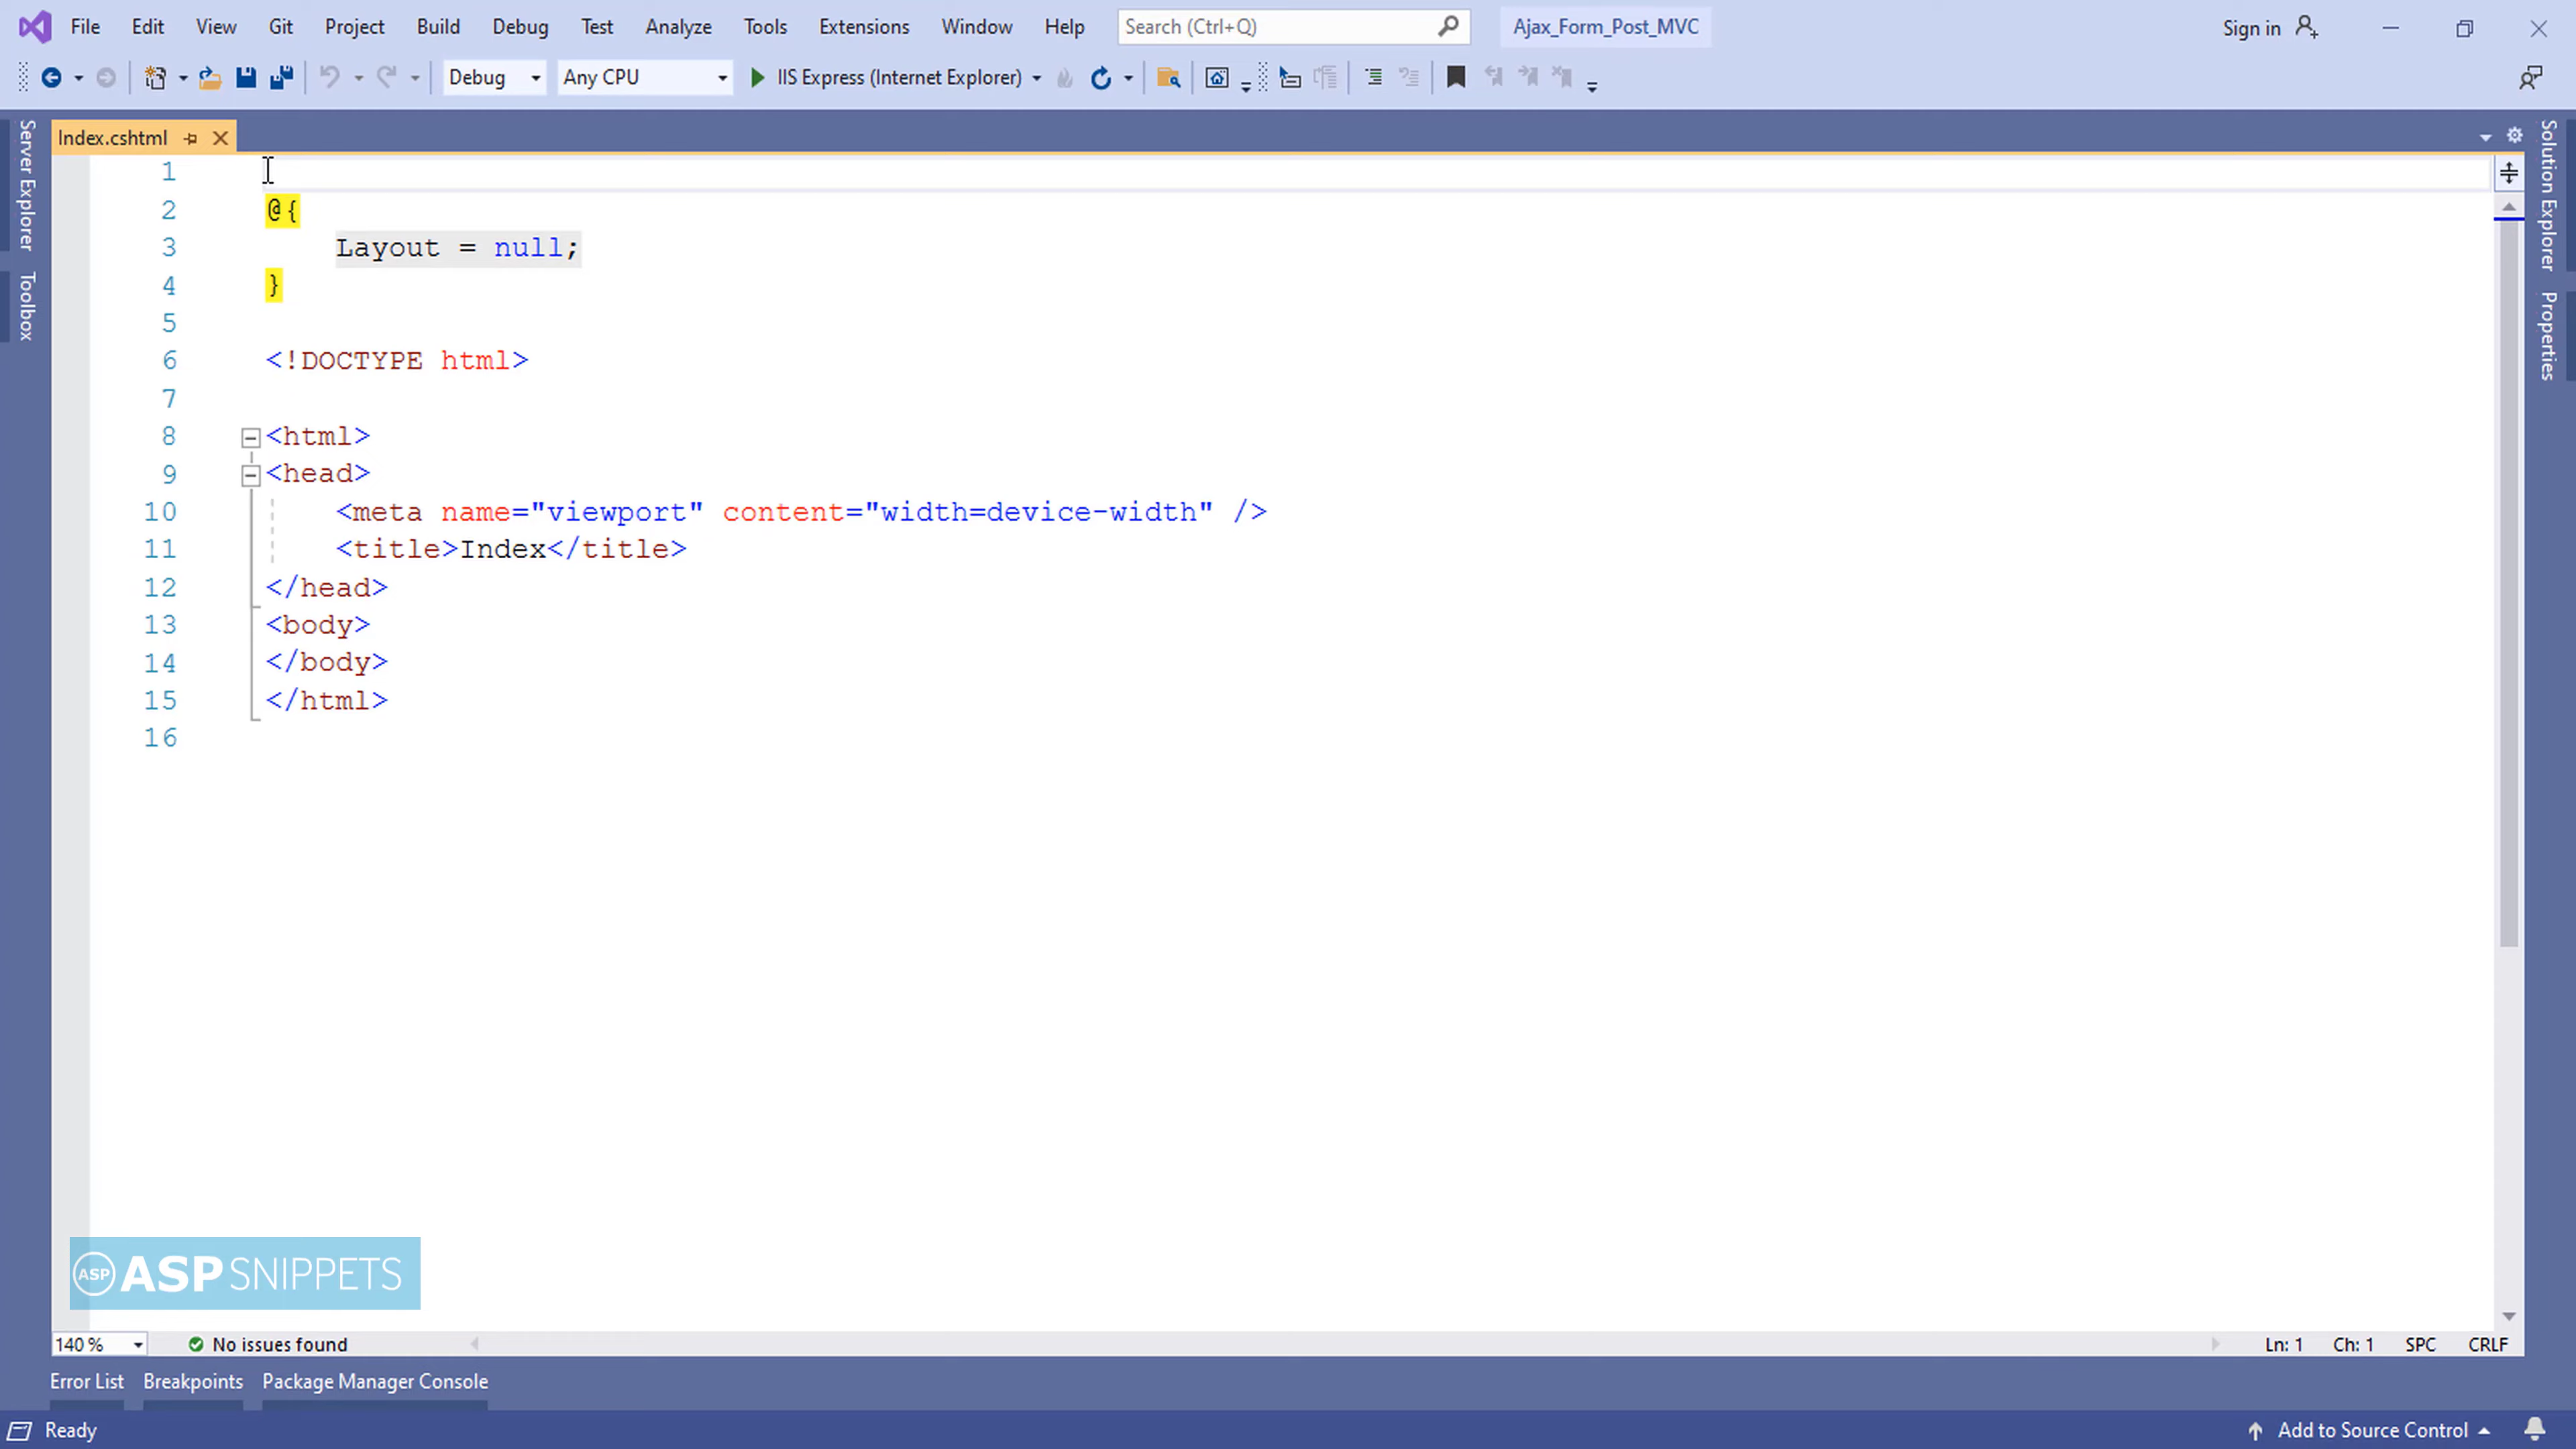 File Edit View Git Project Build Debug Test Analyze Tools Extensions Window Help Search (Ctrl+Q) Ajax_Form_Post_MVC Sign in
Debug Any CPU IIS Express (Internet Explorer)
Index.cshtml
Server Explorer
Toolbox
Solution Explorer
Properties
1
2 @{
3 Layout = null;
4 }
5
6 <!DOCTYPE html>
7
8 <html>
9 <head>
10 <meta name="viewport" content="width=device-width" />
11 <title>Index</title>
12 </head>
13 <body>
14 </body>
15 </html>
16
ASP ASPSNIPPETS
140 % No issues found Ln: 1 Ch: 1 SPC CRLF
Error List Breakpoints Package Manager Console
Ready Add to Source Control